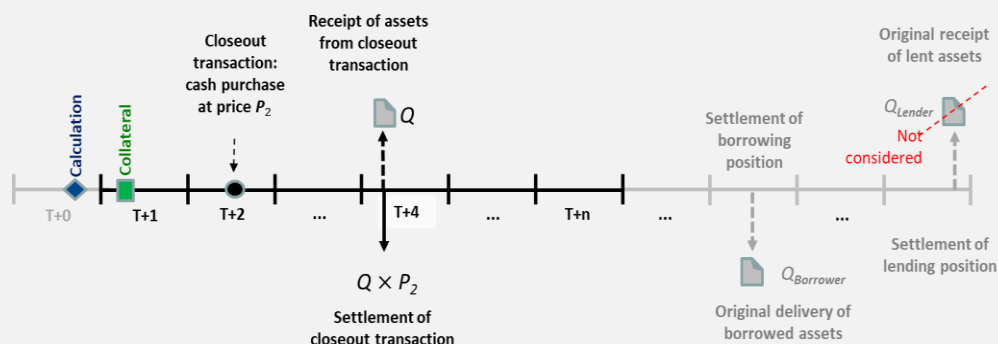 Receipt of assets
from closeout
transaction
Closeout
transaction:
cash purchase
at price P2
Original receipt
of lent assets
Calculation
Collateral
Q
QLender
Not
considered
Settlement of
borrowing
position
T+0
T+1
T+2
...
T+4
...
T+n
...
...
Q × P2
Settlement of
closeout transaction
QBorrower
Original delivery of
borrowed assets
Settlement of
lending position